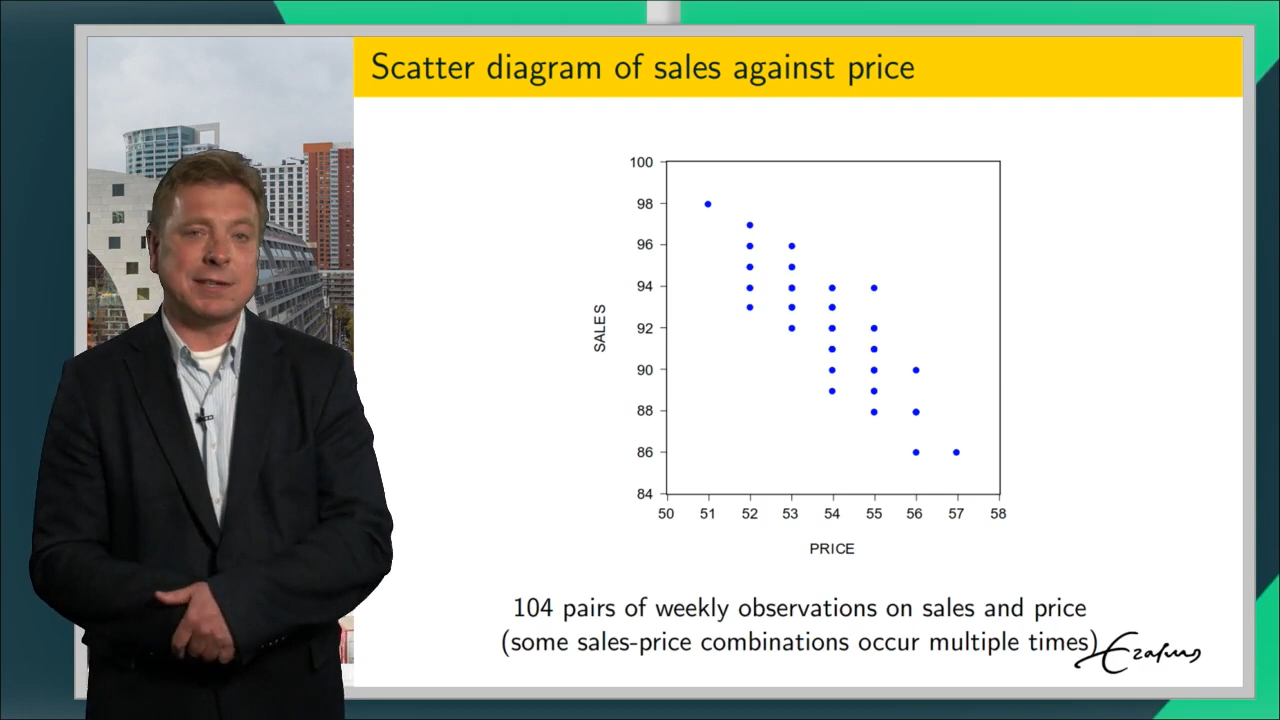 Scatter diagram of sales against price
100
98
96
94
92
90
88
86
84
SALES
50 51 52 53 54 55 56 57 58
PRICE
104 pairs of weekly observations on sales and price
(some sales-price combinations occur multiple times)
Erasmus